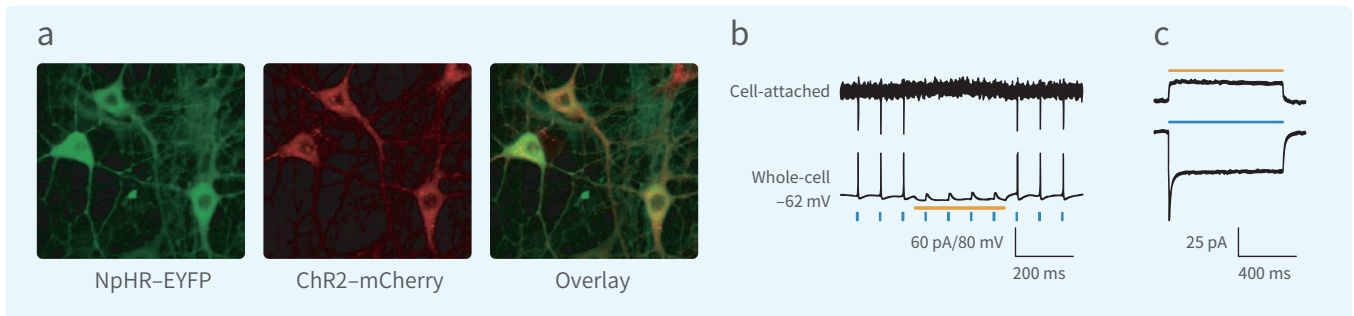 a
NpHR–EYFP
ChR2–mCherry
Overlay
b
Cell-attached
Whole-cell
–62 mV
60 pA/80 mV
200 ms
c
25 pA
400 ms